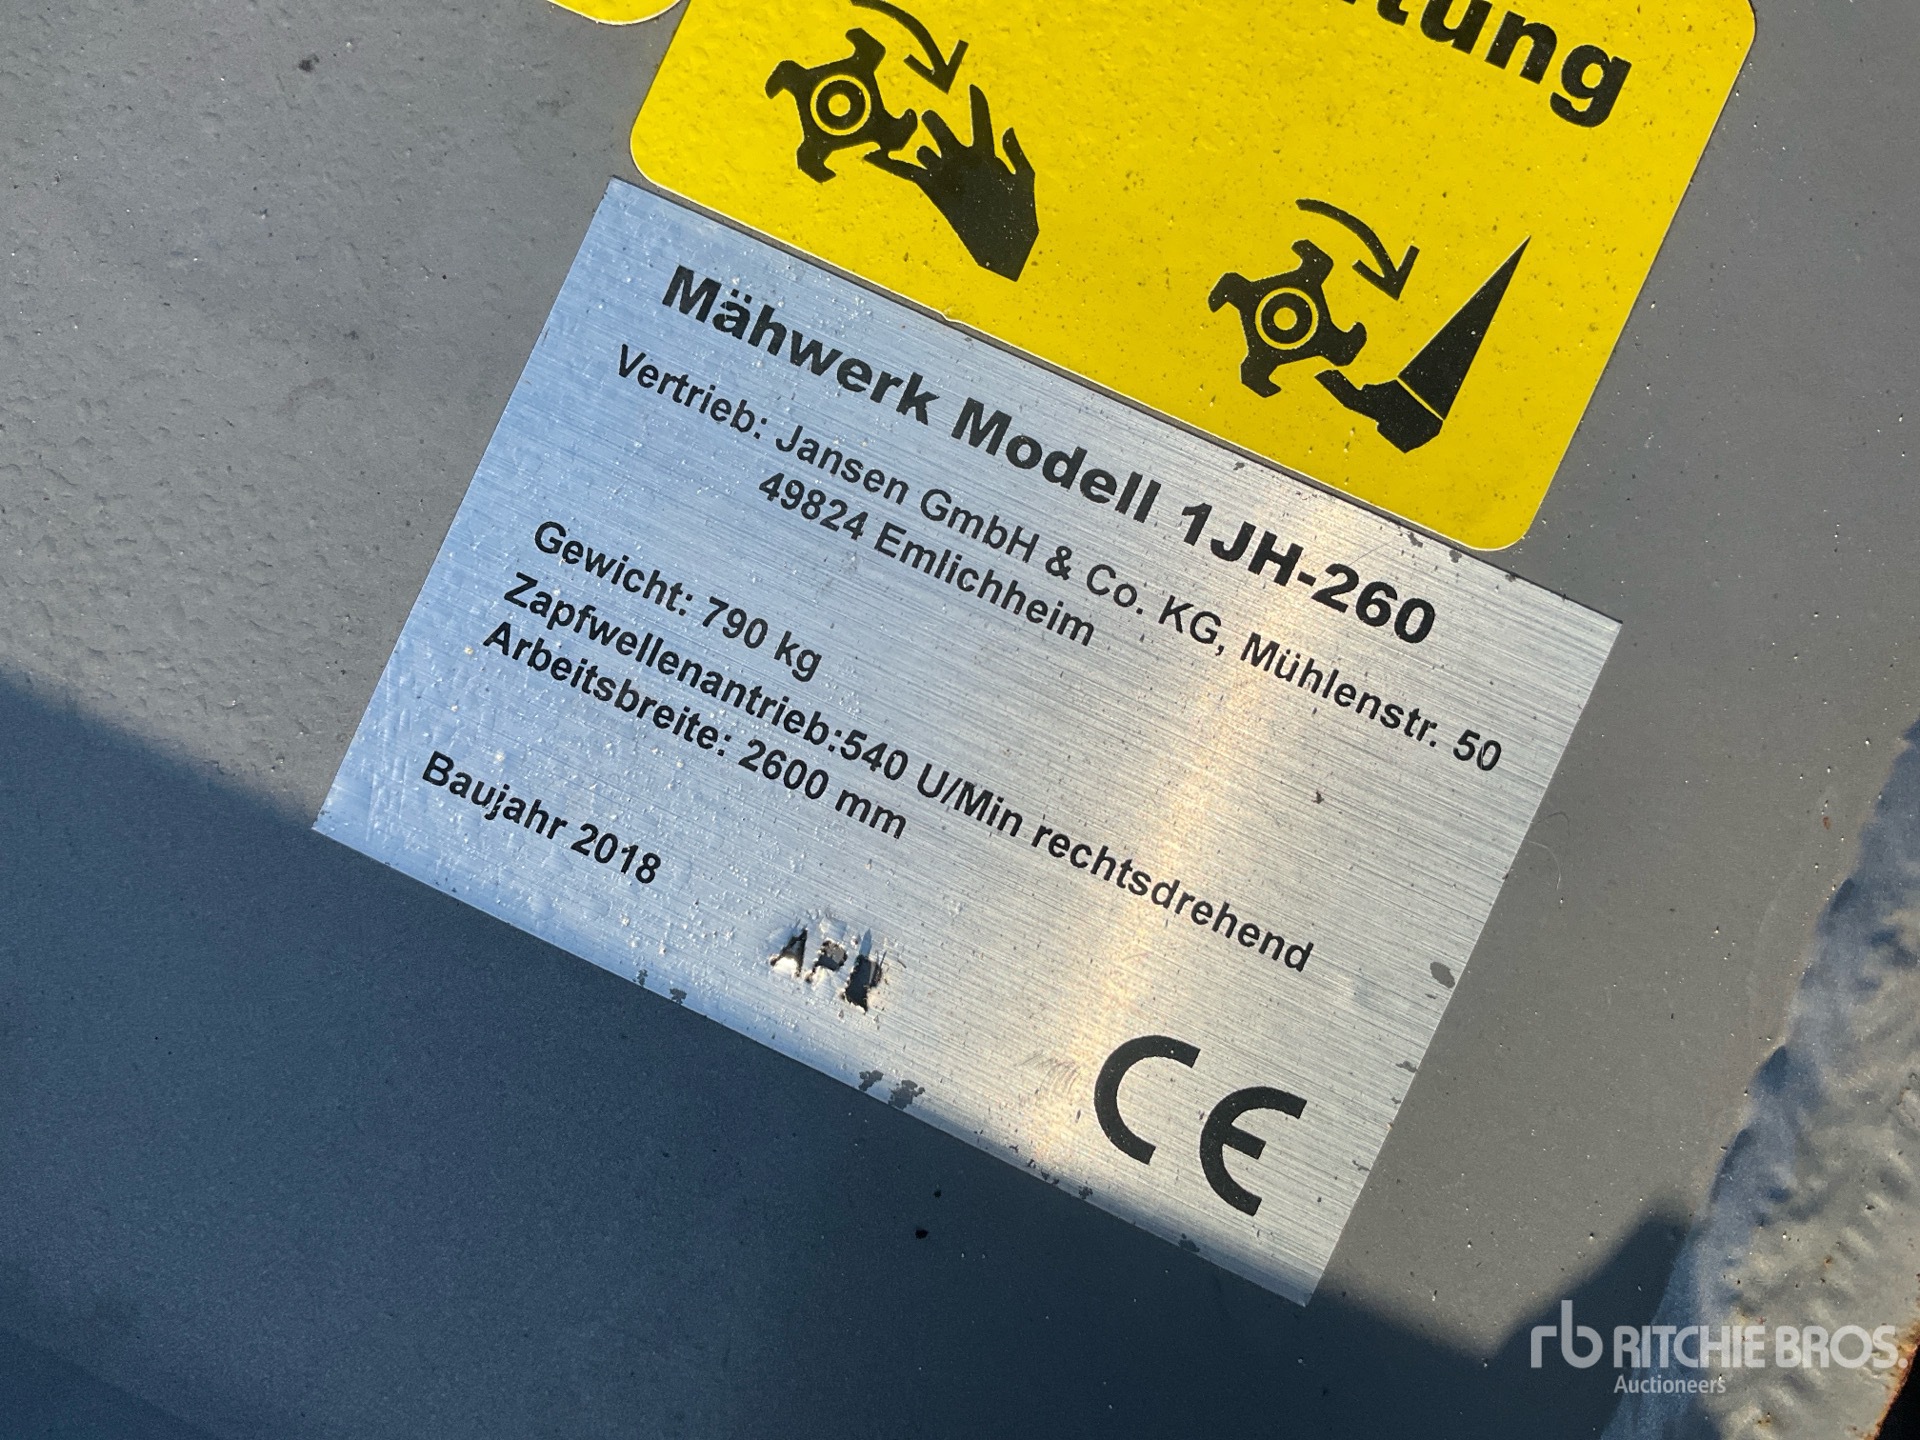 Mähwerk Modell 1JH-260
Vertrieb: Jansen GmbH & Co. KG, Mühlenstr. 50
49824 Emlichheim
Gewicht: 790 kg
Zapfwellenantrieb:540 U/Min rechtsdrehend
Arbeitsbreite: 2600 mm
Baujahr 2018
CE
rb RITCHIE BROS.
Auctioneers